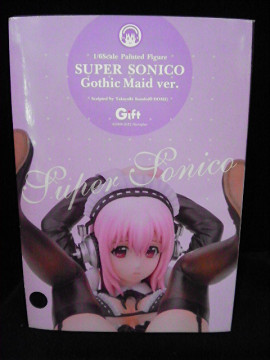 1/6Scale Painted Figure
SUPER SONICO
Gothic Maid ver.
Gift
Super Sonico